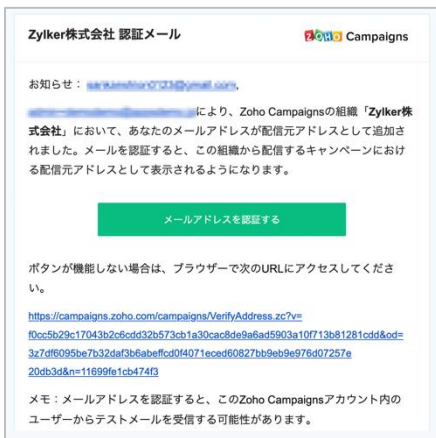 Zylker株式会社 認証メール
ZOHO Campaigns
お知らせ：
により、Zoho Campaignsの組織「Zylker株
式会社」において、あなたのメールアドレスが配信元アドレスとして追加さ
れました。メールを認証すると、この組織から配信するキャンペーンにおけ
る配信元アドレスとして表示されるようになります。
メールアドレスを認証する
ボタンが機能しない場合は、ブラウザーで次のURLにアクセスしてくださ
い。
https://campaigns.zoho.com/campaigns/VerifyAddress.zc?v=
f0cc5b29c17043b2c6cdd32b573cb1a30cac8de9a6ad5903a10f713b81281cdd&od=
3z7df6095be7b32daf3b6abeffcd0f4071eced60827bb9eb9e976d07257e
20db3d&n=11699fe1cb474f3
メモ：メールアドレスを認証すると、このZoho Campaignsアカウント内の
ユーザーからテストメールを受信する可能性があります。